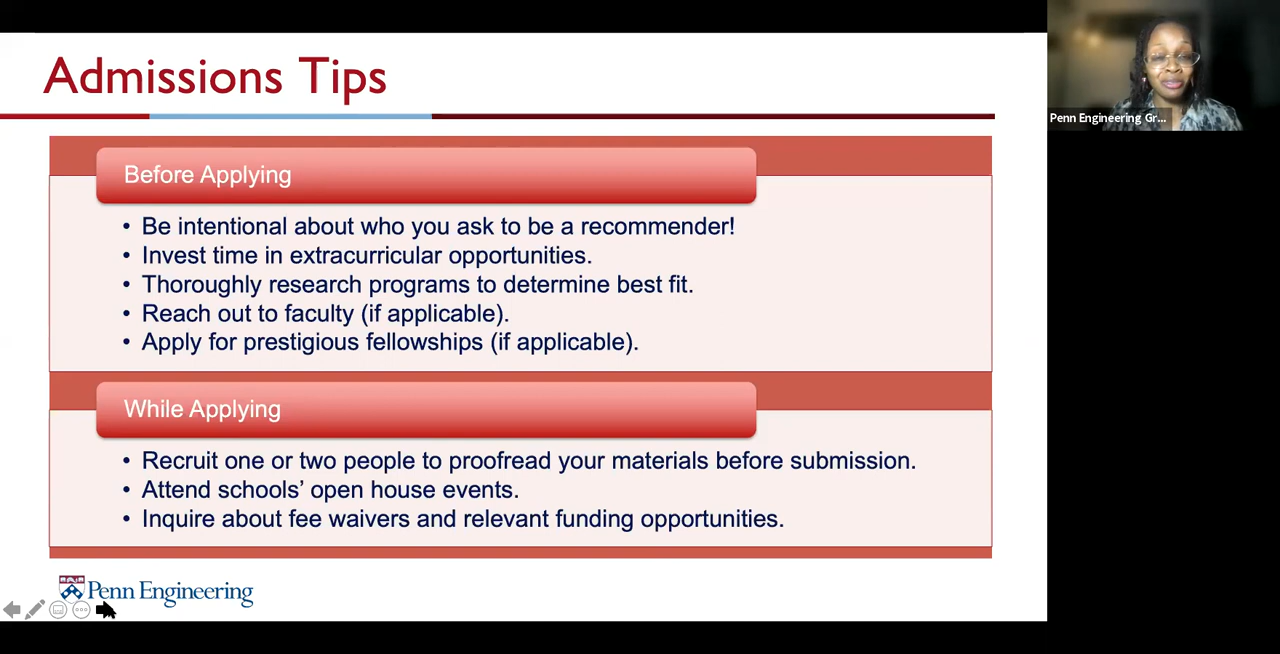 Admissions Tips
Penn Engineering Gr...
Before Applying
• Be intentional about who you ask to be a recommender!
• Invest time in extracurricular opportunities.
• Thoroughly research programs to determine best fit.
• Reach out to faculty (if applicable).
• Apply for prestigious fellowships (if applicable).
While Applying
• Recruit one or two people to proofread your materials before submission.
• Attend schools’ open house events.
• Inquire about fee waivers and relevant funding opportunities.
Penn Engineering